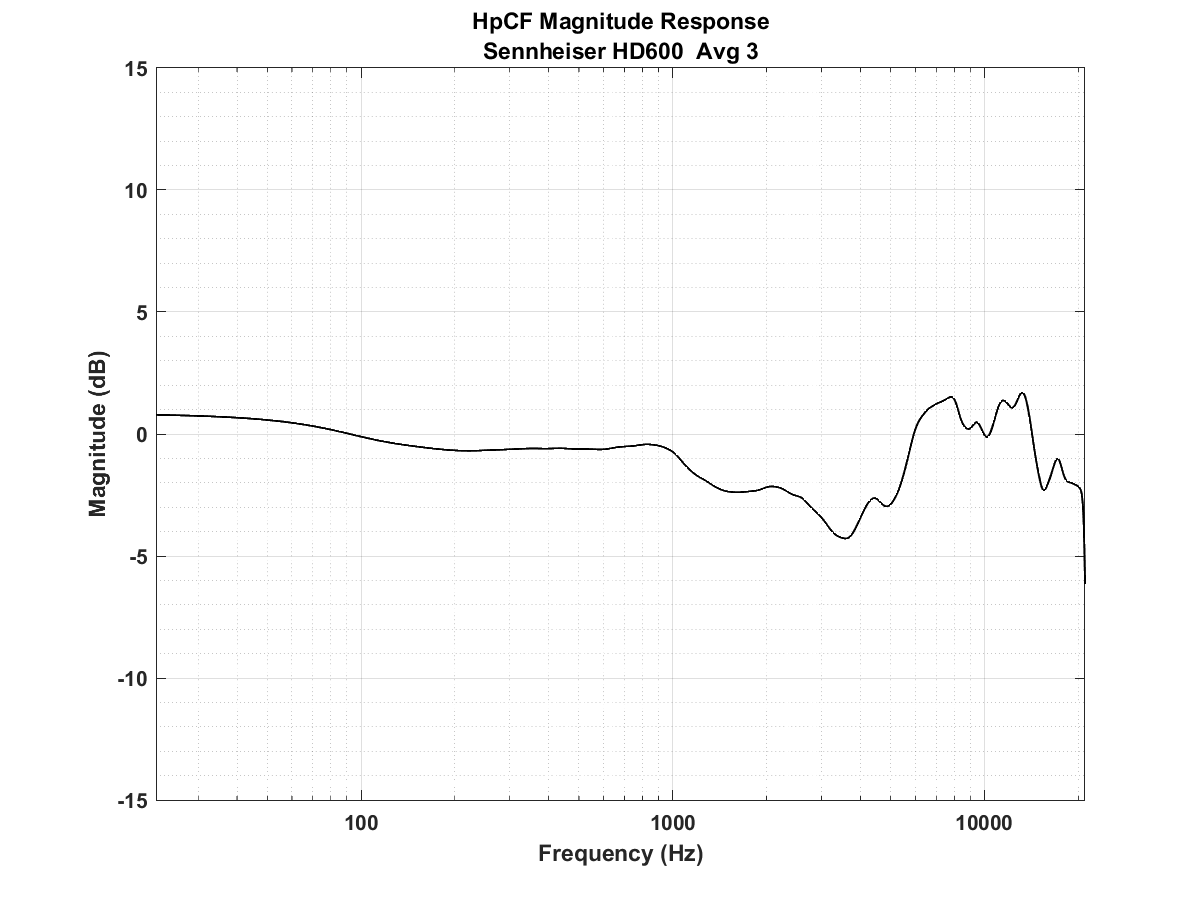 HpCF Magnitude Response
Sennheiser HD600  Avg 3
15
10
5
0
-5
-10
-15
Magnitude (dB)
100
1000
10000
Frequency (Hz)